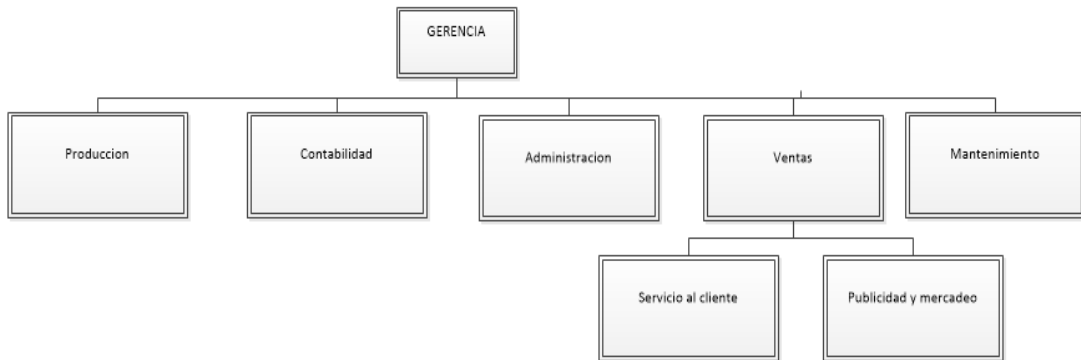 GERENCIA
Produccion
Contabilidad
Administracion
Ventas
Mantenimiento
Servicio al cliente
Publicidad y mercadeo